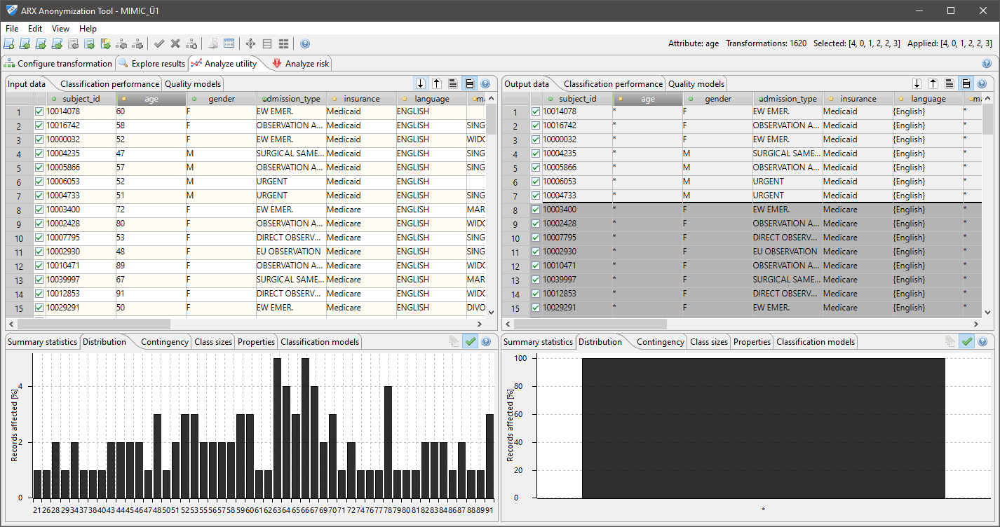 ARX Anonymization Tool - MIMIC_Ü1
File Edit View Help
Attribute: age Transformations: 1620 Selected: [4, 0, 1, 2, 2, 3] Applied: [4, 0, 1, 2, 2, 3]
Configure transformation Explore results Analyze utility Analyze risk
Input data Classification performance Quality models
subject_id age gender dmission_type insurance language ma
1 10014078 60 F EW EMER. Medicaid ENGLISH
2 10016742 58 F OBSERVATION A... Medicaid ENGLISH SING
3 10000032 52 F EW EMER. Medicaid ENGLISH WIDO
4 10004235 47 M SURGICAL SAME... Medicaid ENGLISH SING
5 10005866 57 M OBSERVATION A... Medicaid ENGLISH SING
6 10006053 52 M URGENT Medicaid ENGLISH
7 10004733 51 M URGENT Medicaid ENGLISH SING
8 10003400 72 F EW EMER. Medicare ENGLISH MAR
9 10002428 80 F OBSERVATION A... Medicare ENGLISH WIDO
10 10007795 53 F DIRECT OBSERV... Medicare ENGLISH SING
11 10002930 48 F EU OBSERVATION Medicare ENGLISH SING
12 10010471 89 F OBSERVATION A... Medicare ENGLISH WIDO
13 10039997 67 F SURGICAL SAME... Medicare ENGLISH MAR
14 10012853 91 F DIRECT OBSERV... Medicare ENGLISH WIDO
15 10029291 50 F EW EMER. Medicare ENGLISH DIVO
Output data Classification performance Quality models
subject_id age gender dmission_type insurance language ma
1 10014078 * F EW EMER. Medicaid {English} *
2 10016742 * F OBSERVATION A... Medicaid {English} *
3 10000032 * F EW EMER. Medicaid {English} *
4 10004235 * M SURGICAL SAME... Medicaid {English} *
5 10005866 * M OBSERVATION A... Medicaid {English} *
6 10006053 * M URGENT Medicaid {English} *
7 10004733 * M URGENT Medicaid {English} *
8 10003400 * F EW EMER. Medicare {English} *
9 10002428 * F OBSERVATION A... Medicare {English} *
10 10007795 * F DIRECT OBSERV... Medicare {English} *
11 10002930 * F EU OBSERVATION Medicare {English} *
12 10010471 * F OBSERVATION A... Medicare {English} *
13 10039997 * F SURGICAL SAME... Medicare {English} *
14 10012853 * F DIRECT OBSERV... Medicare {English} *
15 10029291 * F EW EMER. Medicare {English} *
Summary statistics Distribution Contingency Class sizes Properties Classification models
Records affected [%]
4
2
0
21 26 28 29 34 37 38 40 43 44 45 46 47 48 50 51 52 53 55 56 57 58 59 60 61 62 63 64 65 66 67 69 70 71 72 74 76 77 78 79 80 81 82 83 84 86 87 88 89 91
Summary statistics Distribution Contingency Class sizes Properties Classification models
Records affected [%]
100
80
60
40
20
0
*